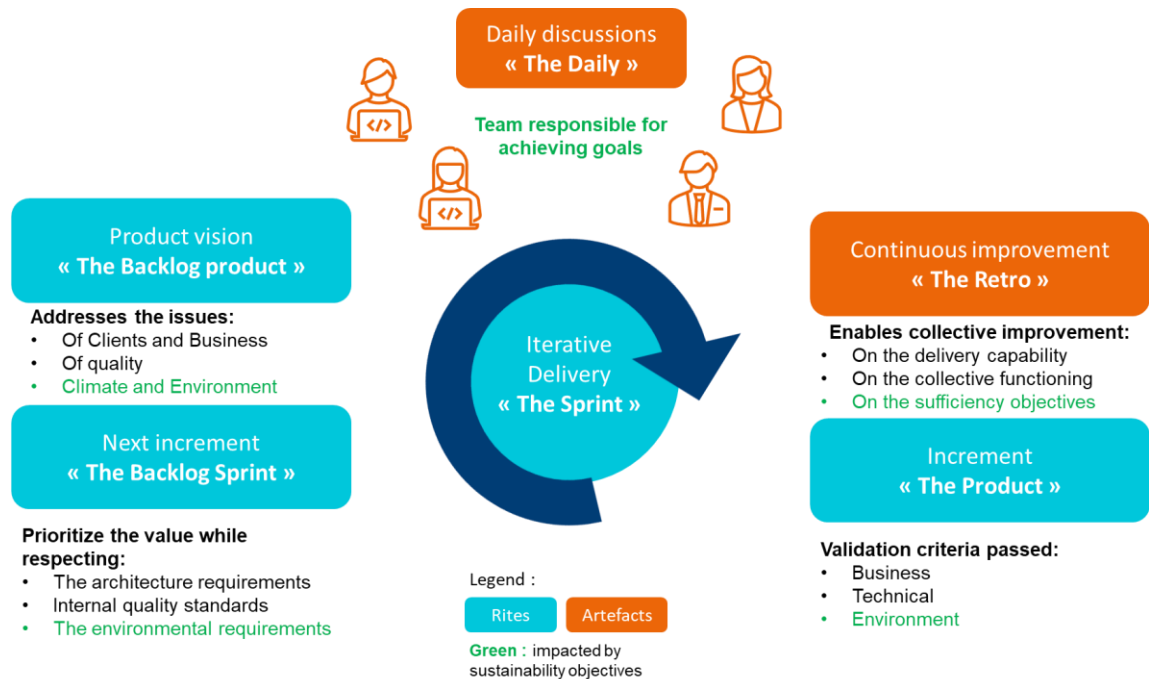 Daily discussions
« The Daily »
Team responsible for
achieving goals
</>
</>
Product vision
« The Backlog product »
Addresses the issues:
• Of Clients and Business
• Of quality
• Climate and Environment
Next increment
« The Backlog Sprint »
Prioritize the value while
respecting:
• The architecture requirements
• Internal quality standards
• The environmental requirements
Iterative
Delivery
« The Sprint »
Continuous improvement
« The Retro »
Enables collective improvement:
• On the delivery capability
• On the collective functioning
• On the sufficiency objectives
Increment
« The Product »
Validation criteria passed:
• Business
• Technical
• Environment
Legend :
Rites
Artefacts
Green : impacted by
sustainability objectives